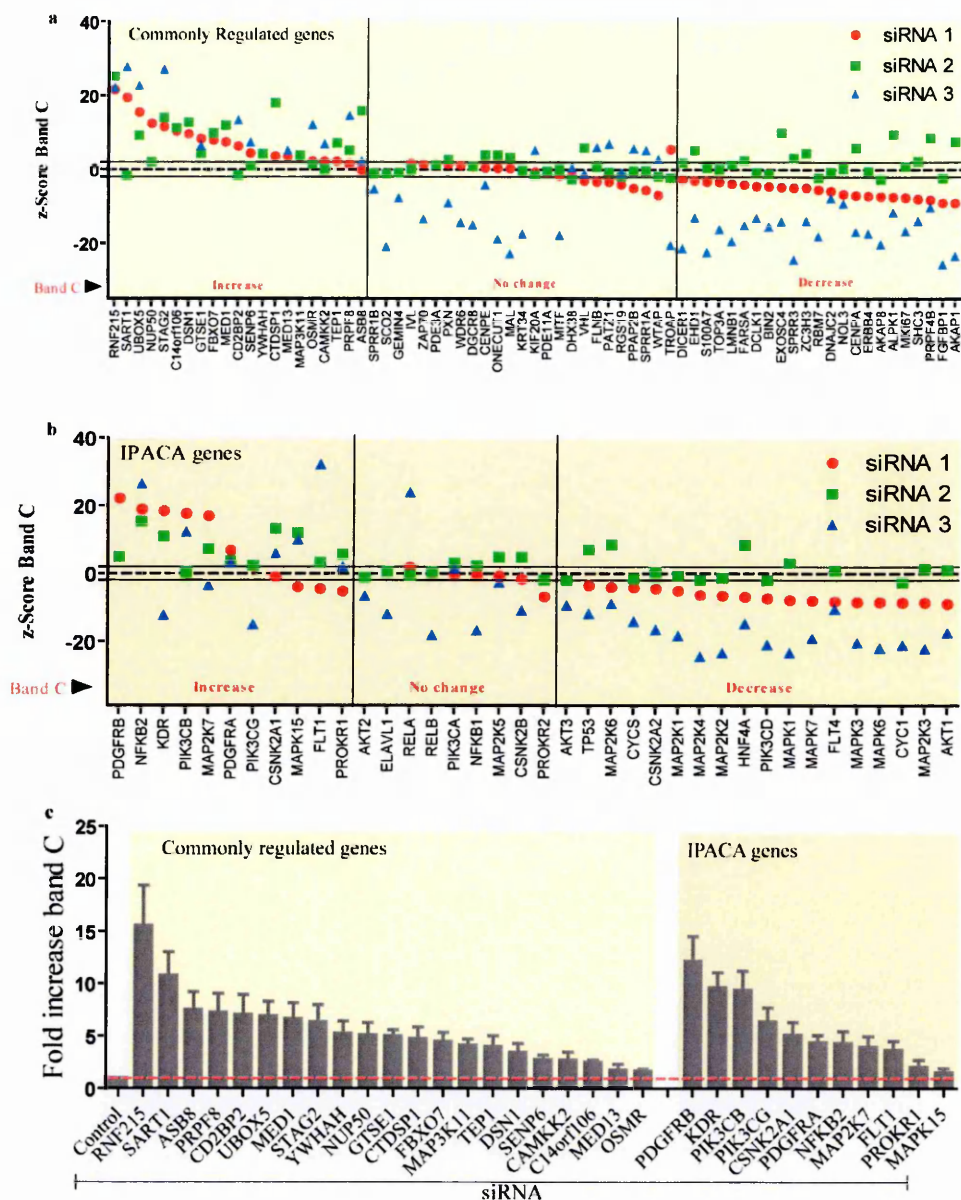 a
40
20
0
-20
z-Score Band C
Commonly Regulated genes
siRNA 1
siRNA 2
siRNA 3
Band C
Increase
No change
Decrease
RNF215
SART1
UBOX5
NUP50
STAG2
C14orf106
DSN1
GTSE1
FBXO7
MED1
CD2BP2
SENP6
YWHAH
CTDSP1
MED13
MAP3K11
OSMR
CAMKK2
TEP1
PRPF8
ASB8
SPRR1B
SCO2
GEMIN4
IVL
ZAP70
PDE3A
PXN
WDR6
DGCR8
CENPE
ONECUT1
MAL
KRT34
KIF20A
PDE11A
MITF
DHX38
VHL
FLNB
PATZ1
RGS19
PPAP2B
SPRR1A
WTAP
TROAP
DICER1
EHD1
S100A7
TOP3A
LMNB1
FARSA
DCLK1
BIN2
EXOSC4
SPRR3
ZC3H3
RBM7
DNAJC2
NOL3
CENPA
ERBB4
AKAP8
ALPK1
MKI67
SHC3
PRPF4B
FGFBP1
AKAP1
b
40
20
0
-20
z-Score Band C
IPACA genes
siRNA 1
siRNA 2
siRNA 3
Band C
Increase
No change
Decrease
PDGFRB
NFKB2
KDR
PIK3CB
MAP2K7
PDGFRA
PIK3CG
CSNK2A1
MAPK15
FLT1
PROKR1
AKT2
ELAVL1
RELA
RELB
PIK3CA
NFKB1
MAP2K5
CSNK2B
PROKR2
AKT3
TP53
MAP2K6
CYCS
CSNK2A2
MAP2K1
MAP2K4
MAP2K2
HNF4A
PIK3CD
MAPK1
MAPK7
FLT4
MAPK3
MAPK6
CYC1
MAP2K3
AKT1
c
25
20
15
10
5
0
Fold increase band C
Commonly regulated genes
IPACA genes
Control
RNF215
SART1
ASB8
PRPF8
CD2BP2
UBOX5
MED1
STAG2
YWHAH
NUP50
GTSE1
CTDSP1
FBXO7
MAP3K11
TEP1
DSN1
SENP6
CAMKK2
C14orf106
MED13
OSMR
PDGFRB
KDR
PIK3CB
PIK3CG
CSNK2A1
PDGFRA
NFKB2
MAP2K7
FLT1
PROKR1
MAPK15
siRNA